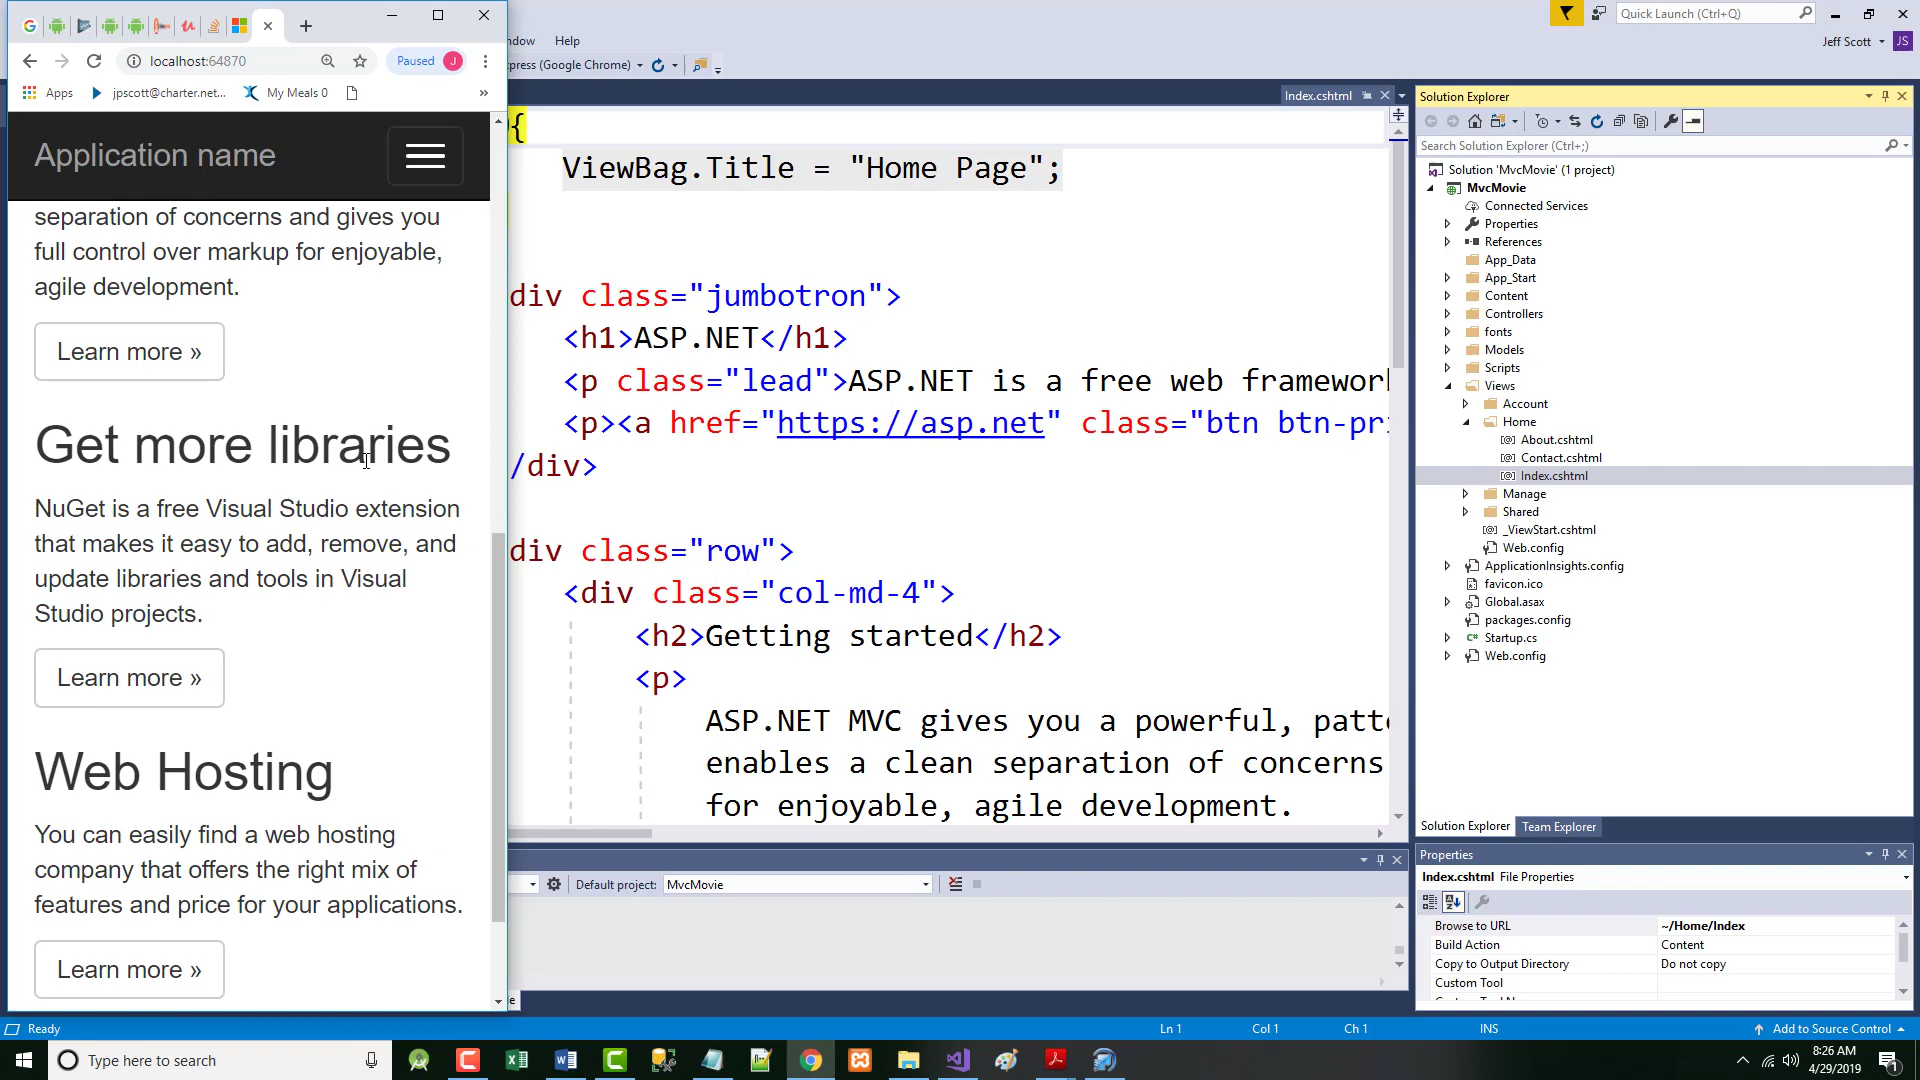 localhost:64870
Paused
J
Apps
jpscott@charter.net...
My Meals 0
»
Application name
separation of concerns and gives you
full control over markup for enjoyable,
agile development.
Learn more »
Get more libraries
NuGet is a free Visual Studio extension
that makes it easy to add, remove, and
update libraries and tools in Visual
Studio projects.
Learn more »
Web Hosting
You can easily find a web hosting
company that offers the right mix of
features and price for your applications.
Learn more »
Help
Quick Launch (Ctrl+Q)
Jeff Scott
JS
(Google Chrome)
Index.cshtml
{
ViewBag.Title = "Home Page";
div class="jumbotron">
<h1>ASP.NET</h1>
<p class="lead">ASP.NET is a free web framework
<p><a href="https://asp.net" class="btn btn-pri
/div>
div class="row">
<div class="col-md-4">
<h2>Getting started</h2>
<p>
ASP.NET MVC gives you a powerful, patte
enables a clean separation of concerns
for enjoyable, agile development.
Default project:
MvcMovie
Solution Explorer
Search Solution Explorer (Ctrl+;)
Solution 'MvcMovie' (1 project)
MvcMovie
Connected Services
Properties
References
App_Data
App_Start
Content
Controllers
fonts
Models
Scripts
Views
Account
Home
About.cshtml
Contact.cshtml
Index.cshtml
Manage
Shared
_ViewStart.cshtml
Web.config
ApplicationInsights.config
favicon.ico
Global.asax
packages.config
Startup.cs
Web.config
Solution Explorer
Team Explorer
Properties
Index.cshtml File Properties
Browse to URL
~/Home/Index
Build Action
Content
Copy to Output Directory
Do not copy
Custom Tool
Ready
Ln 1
Col 1
Ch 1
INS
Add to Source Control
Type here to search
8:26 AM
4/29/2019
1